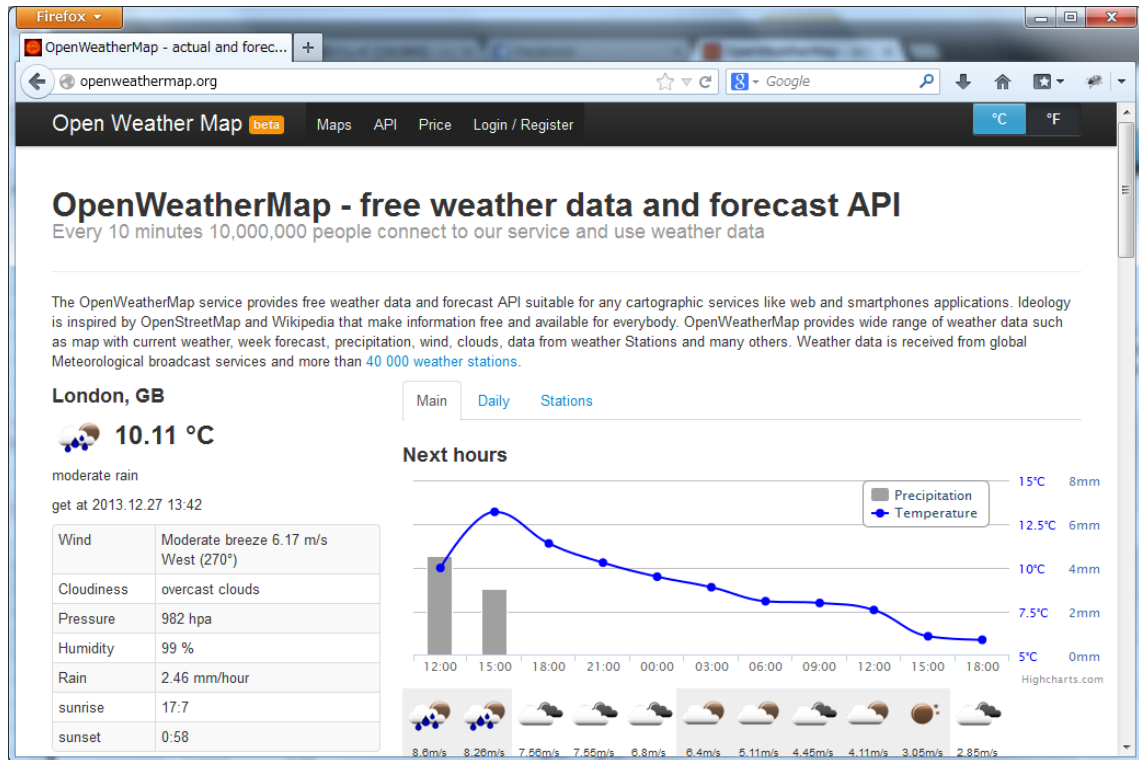 Firefox
OpenWeatherMap - actual and forec...
openweathermap.org
Google
Open Weather Map beta Maps API Price Login / Register °C °F
OpenWeatherMap - free weather data and forecast API
Every 10 minutes 10,000,000 people connect to our service and use weather data
The OpenWeatherMap service provides free weather data and forecast API suitable for any cartographic services like web and smartphones applications. Ideology
is inspired by OpenStreetMap and Wikipedia that make information free and available for everybody. OpenWeatherMap provides wide range of weather data such
as map with current weather, week forecast, precipitation, wind, clouds, data from weather Stations and many others. Weather data is received from global
Meteorological broadcast services and more than 40 000 weather stations.
London, GB
10.11 °C
moderate rain
get at 2013.12.27 13:42
Wind Moderate breeze 6.17 m/s
West (270°)
Cloudiness overcast clouds
Pressure 982 hpa
Humidity 99 %
Rain 2.46 mm/hour
sunrise 17:7
sunset 0:58
Main Daily Stations
Next hours
Precipitation
Temperature
15°C 8mm
12.5°C 6mm
10°C 4mm
7.5°C 2mm
5°C 0mm
12:00 15:00 18:00 21:00 00:00 03:00 06:00 09:00 12:00 15:00 18:00
Highcharts.com
8.6m/s 8.26m/s 7.56m/s 7.55m/s 6.8m/s 6.4m/s 5.11m/s 4.45m/s 4.11m/s 3.05m/s 2.85m/s